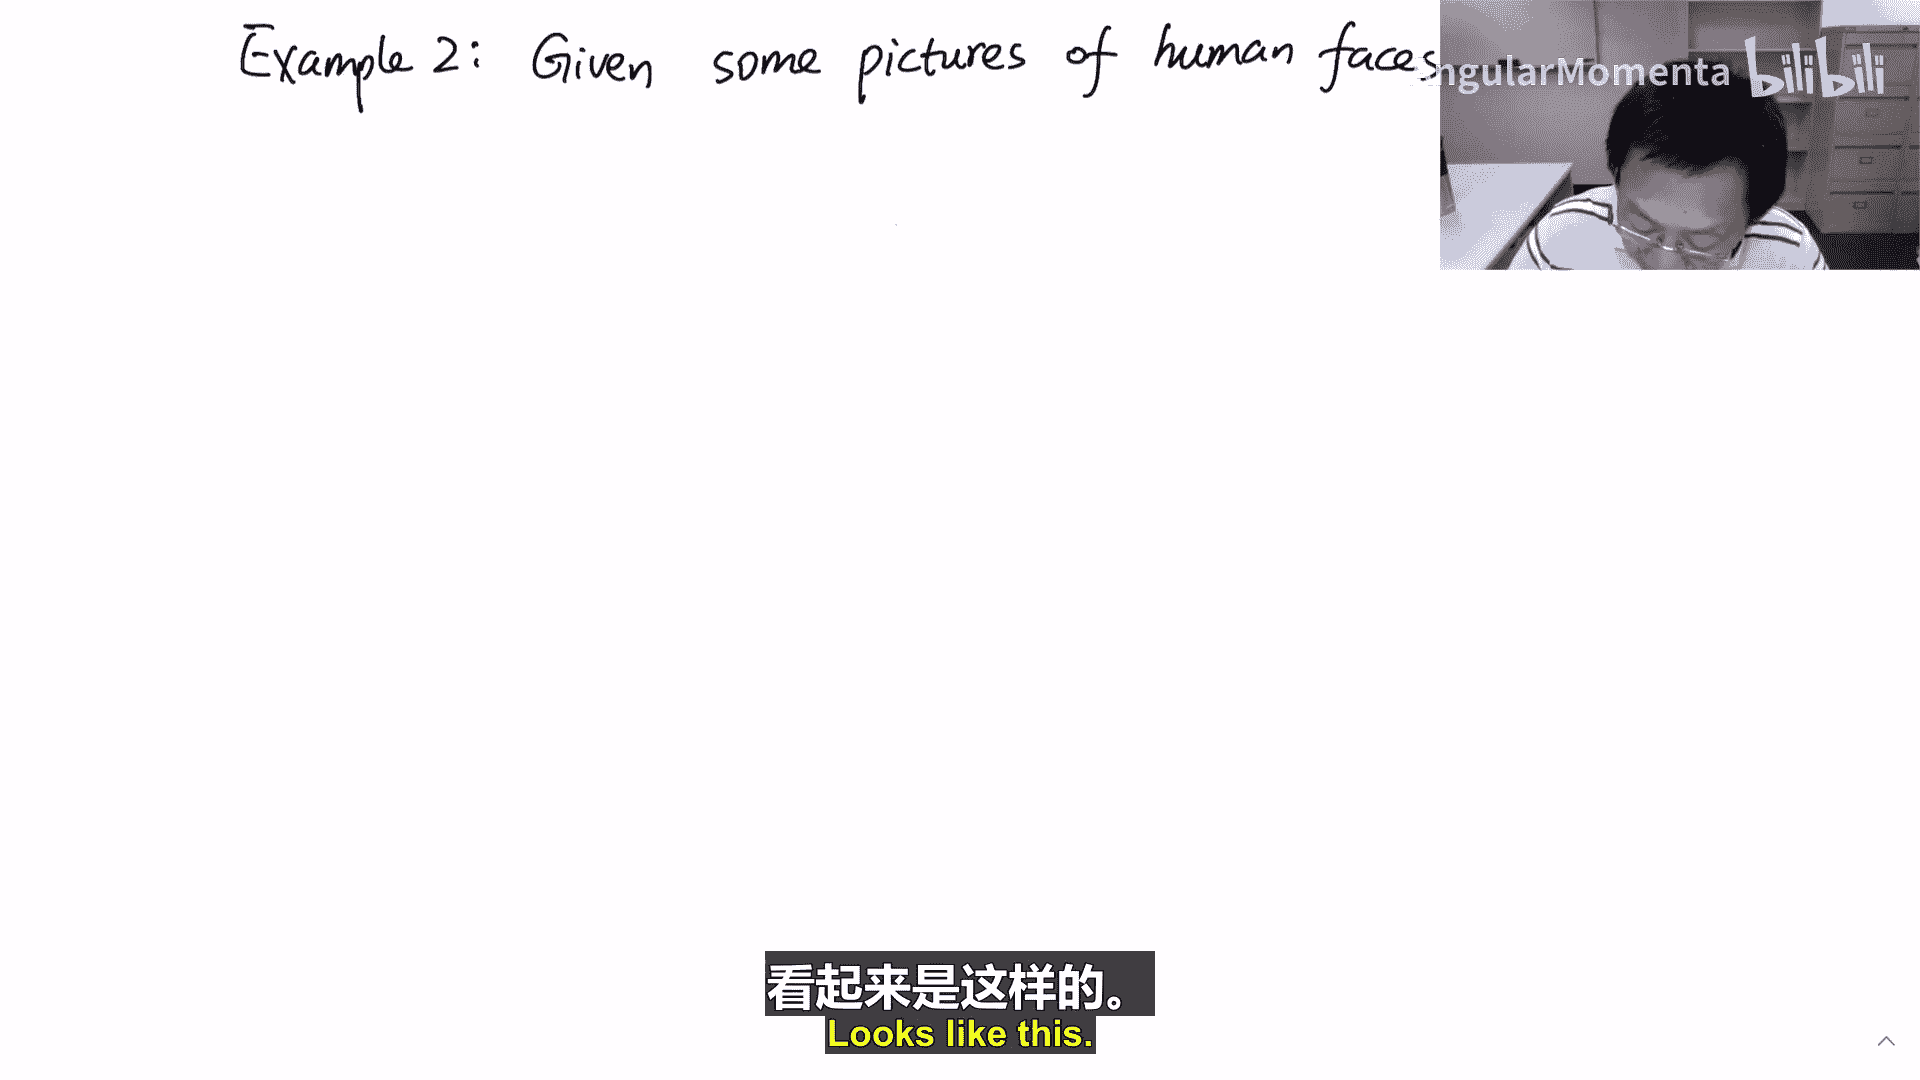 Example 2: Given some pictures of human faces
ngularMomenta bilibili
看起来是这样的。
Looks like this.